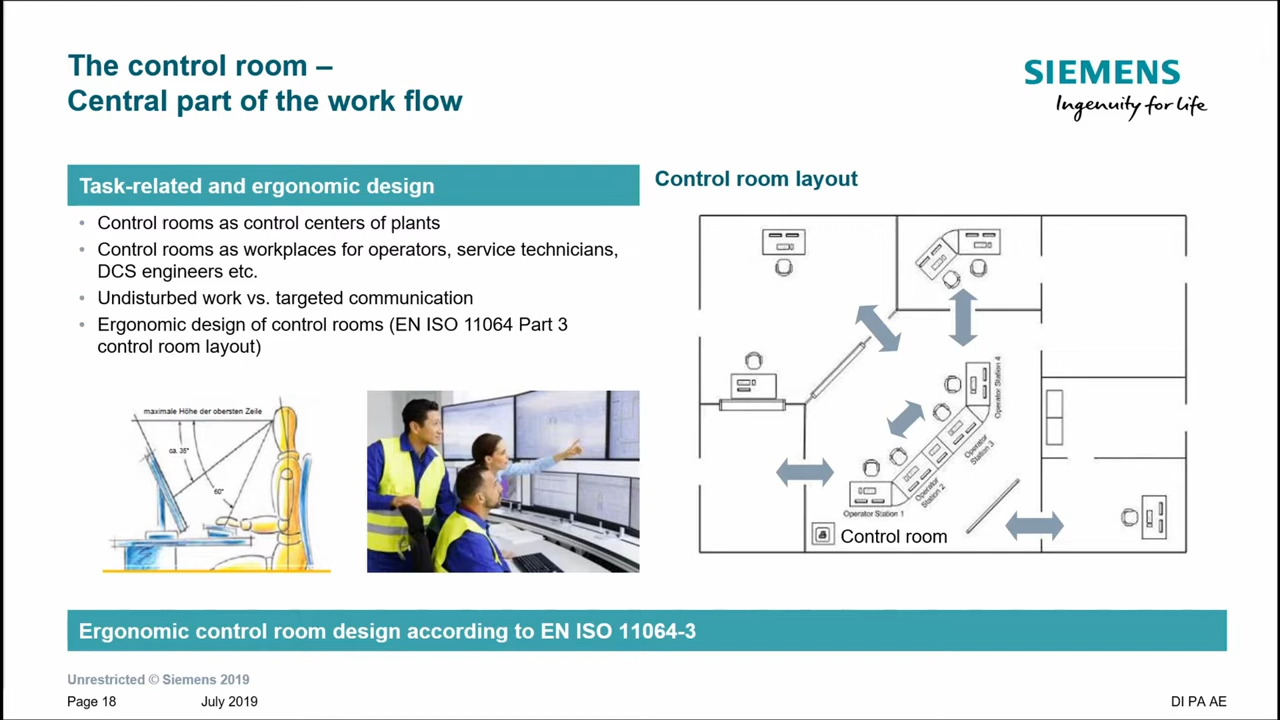 The control room –
Central part of the work flow
SIEMENS
Ingenuity for life
Task-related and ergonomic design
• Control rooms as control centers of plants
• Control rooms as workplaces for operators, service technicians,
DCS engineers etc.
• Undisturbed work vs. targeted communication
• Ergonomic design of control rooms (EN ISO 11064 Part 3
control room layout)
maximale Höhe der obersten Zeile
ca. 35°
60°
Control room layout
Operator Station 4
Operator
Station 3
Operator
Station 2
Operator Station 1
Control room
Ergonomic control room design according to EN ISO 11064-3
Unrestricted © Siemens 2019
Page 18
July 2019
DI PA AE